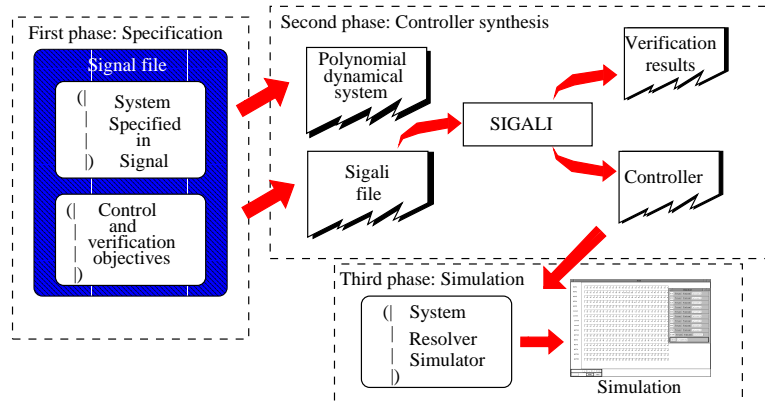 First phase: Specification
Signal file
(| System
| Specified
| in
|) Signal
(| Control
| and
| verification
| objectives
|)
Second phase: Controller synthesis
Polynomial
dynamical
system
Sigali
file
SIGALI
Verification
results
Controller
Third phase: Simulation
(| System
| Resolver
| Simulator
|)
Simulation